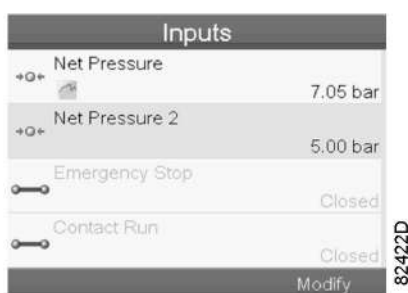 Inputs
Net Pressure
7.05 bar
Net Pressure 2
5.00 bar
Emergency Stop
Closed
Contact Run
Closed
Modify
82422D